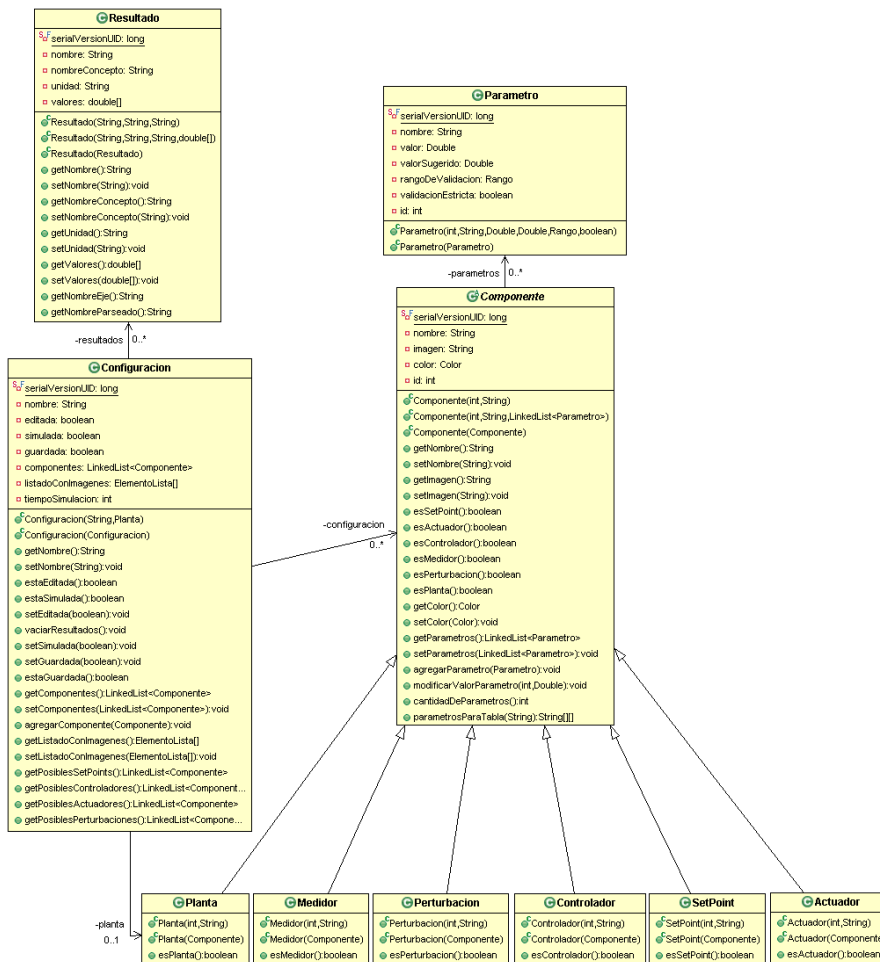 Resultado
serialVersionUID: long
nombre: String
nombreConcepto: String
unidad: String
valores: double[]
Resultado(String,String,String)
Resultado(String,String,String,double[])
Resultado(Resultado)
getNombre():String
setNombre(String):void
getNombreConcepto():String
setNombreConcepto(String):void
getUnidad():String
setUnidad(String):void
getValores():double[]
setValores(double[]):void
getNombreEje():String
getNombreParseado():String
-resultados 0..*
Parametro
serialVersionUID: long
nombre: String
valor: Double
valorSugerido: Double
rangoDeValidacion: Rango
validacionEstricta: boolean
id: int
Parametro(int,String,Double,Double,Rango,boolean)
Parametro(Parametro)
-parametros 0..*
Configuracion
serialVersionUID: long
nombre: String
editada: boolean
simulada: boolean
guardada: boolean
componentes: LinkedList<Componente>
listadoConImagenes: ElementoLista[]
tiempoSimulacion: int
Configuracion(String,Planta)
Configuracion(Configuracion)
getNombre():String
setNombre(String):void
estaEditada():boolean
estaSimulada():boolean
setEditada(boolean):void
vaciarResultados():void
setSimulada(boolean):void
setGuardada(boolean):void
estaGuardada():boolean
getComponentes():LinkedList<Componente>
setComponentes(LinkedList<Componente>):void
agregarComponente(Componente):void
getListadoConImagenes():ElementoLista[]
setListadoConImagenes(ElementoLista[]):void
getPosiblesSetPoints():LinkedList<Componente>
getPosiblesControladores():LinkedList<Component...
getPosiblesActuadores():LinkedList<Componente>
getPosiblesPerturbaciones():LinkedList<Compone...
-configuracion
0..*
Componente
serialVersionUID: long
nombre: String
imagen: String
color: Color
id: int
Componente(int,String)
Componente(int,String,LinkedList<Parametro>)
Componente(Componente)
getNombre():String
setNombre(String):void
getImagen():String
setImagen(String):void
esSetPoint():boolean
esActuador():boolean
esControlador():boolean
esMedidor():boolean
esPerturbacion():boolean
esPlanta():boolean
getColor():Color
setColor(Color):void
getParametros():LinkedList<Parametro>
setParametros(LinkedList<Parametro>):void
agregarParametro(Parametro):void
modificarValorParametro(int,Double):void
cantidadDeParametros():int
parametrosParaTabla(String):String[][]
-planta
0..1
Planta
Planta(int,String)
Planta(Componente)
esPlanta():boolean
Medidor
Medidor(int,String)
Medidor(Componente)
esMedidor():boolean
Perturbacion
Perturbacion(int,String)
Perturbacion(Componente)
esPerturbacion():boolean
Controlador
Controlador(int,String)
Controlador(Componente)
esControlador():boolean
SetPoint
SetPoint(int,String)
SetPoint(Componente)
esSetPoint():boolean
Actuador
Actuador(int,String)
Actuador(Componente
esActuador():boolean